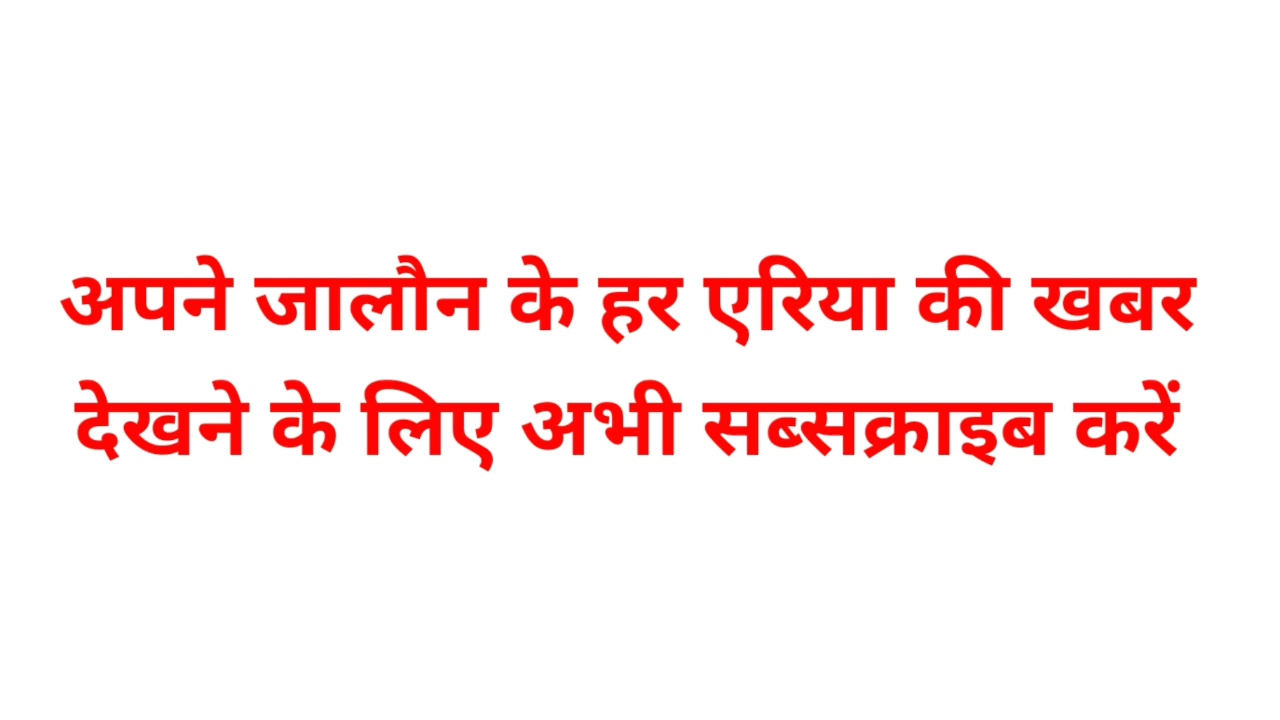 अपने जालौन के हर एरिया की खबर
देखने के लिए अभी सब्सक्राइब करें